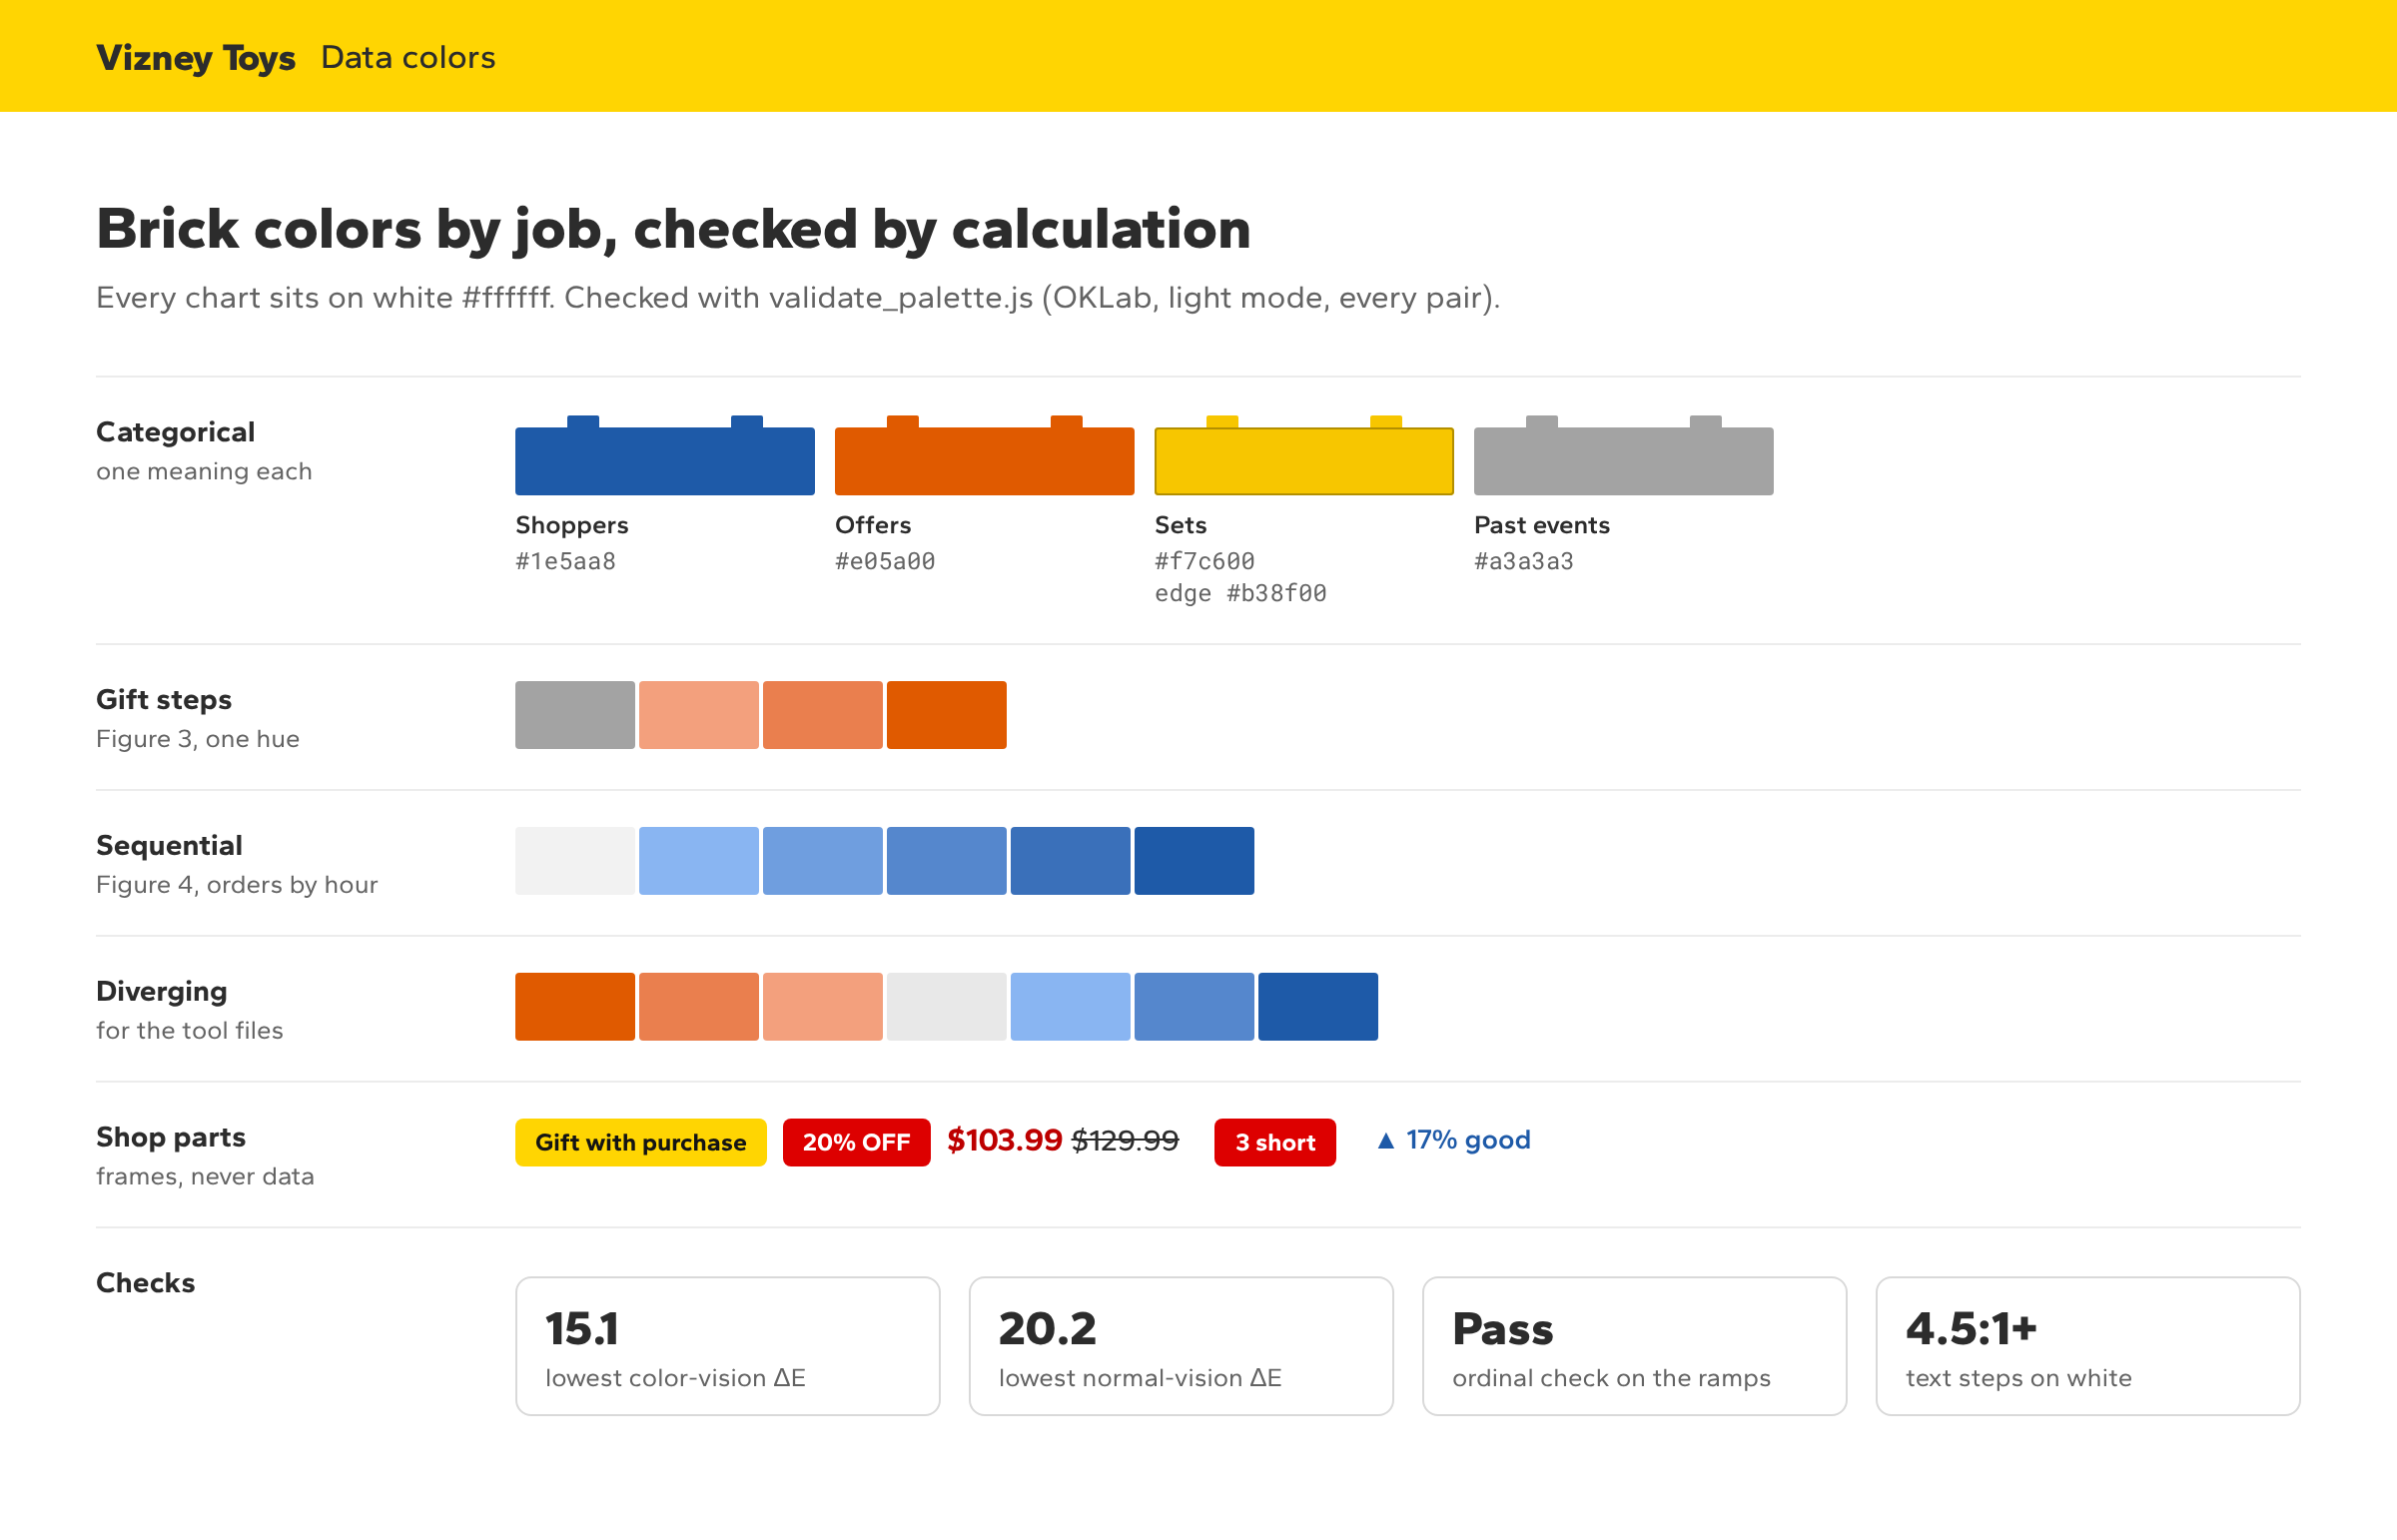 Vizney Toys Data colors
Brick colors by job, checked by calculation
Every chart sits on white #ffffff. Checked with validate_palette.js (OKLab, light mode, every pair).
Categorical
one meaning each
Shoppers
#1e5aa8
Offers
#e05a00
Sets
#f7c600
edge #b38f00
Past events
#a3a3a3
Gift steps
Figure 3, one hue
Sequential
Figure 4, orders by hour
Diverging
for the tool files
Shop parts
frames, never data
Gift with purchase 20% OFF $103.99 $129.99 3 short ▲ 17% good
Checks
15.1
lowest color-vision ΔE
20.2
lowest normal-vision ΔE
Pass
ordinal check on the ramps
4.5:1+
text steps on white